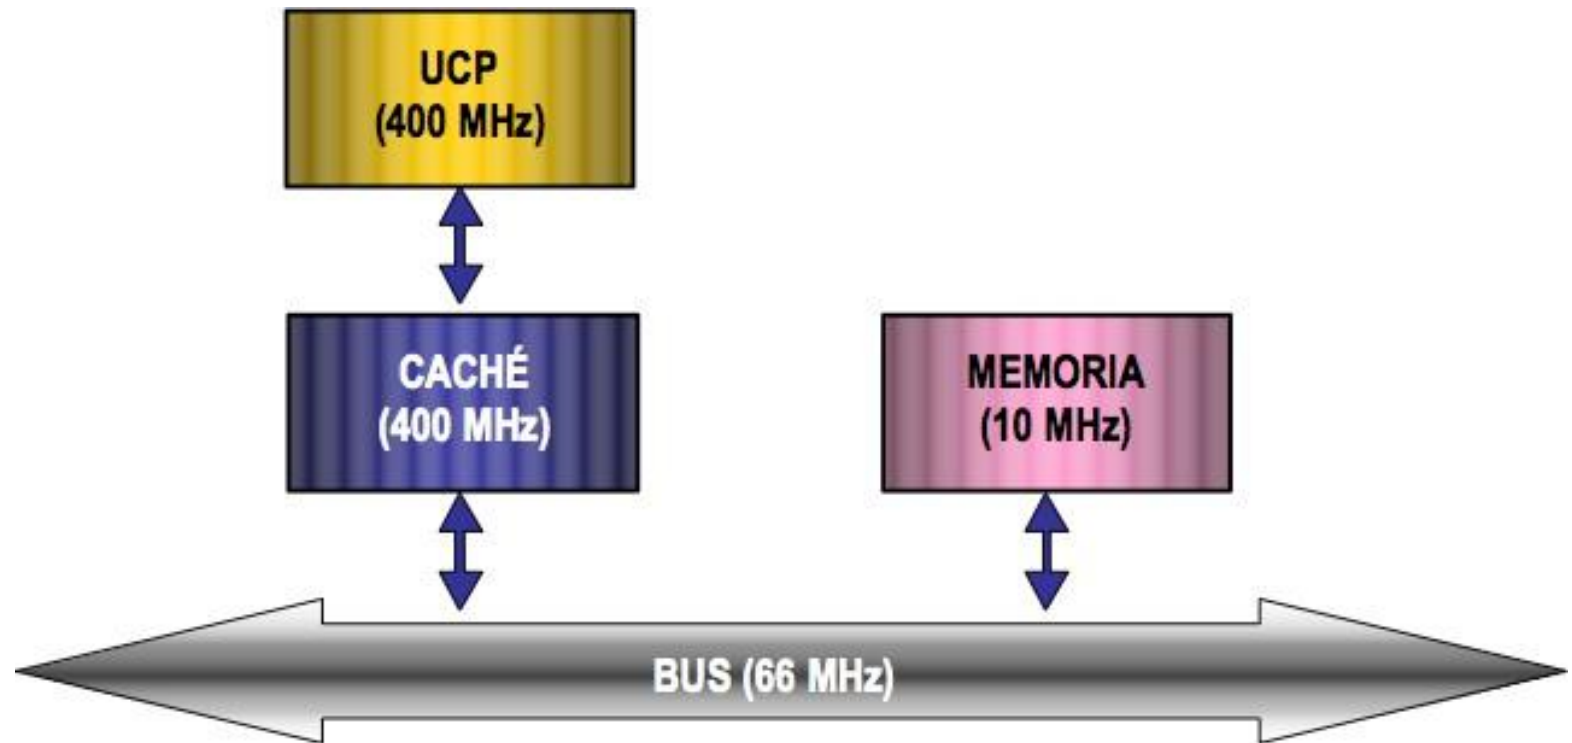 UCP
(400 MHz)
CACHÉ
(400 MHz)
MEMORIA
(10 MHz)
BUS (66 MHz)